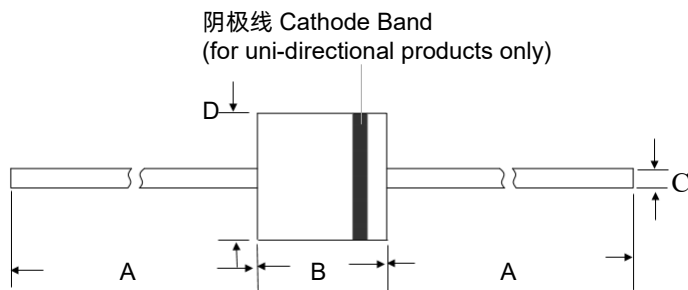 阴极线 Cathode Band
(for uni-directional products only)
D
C
A
B
A